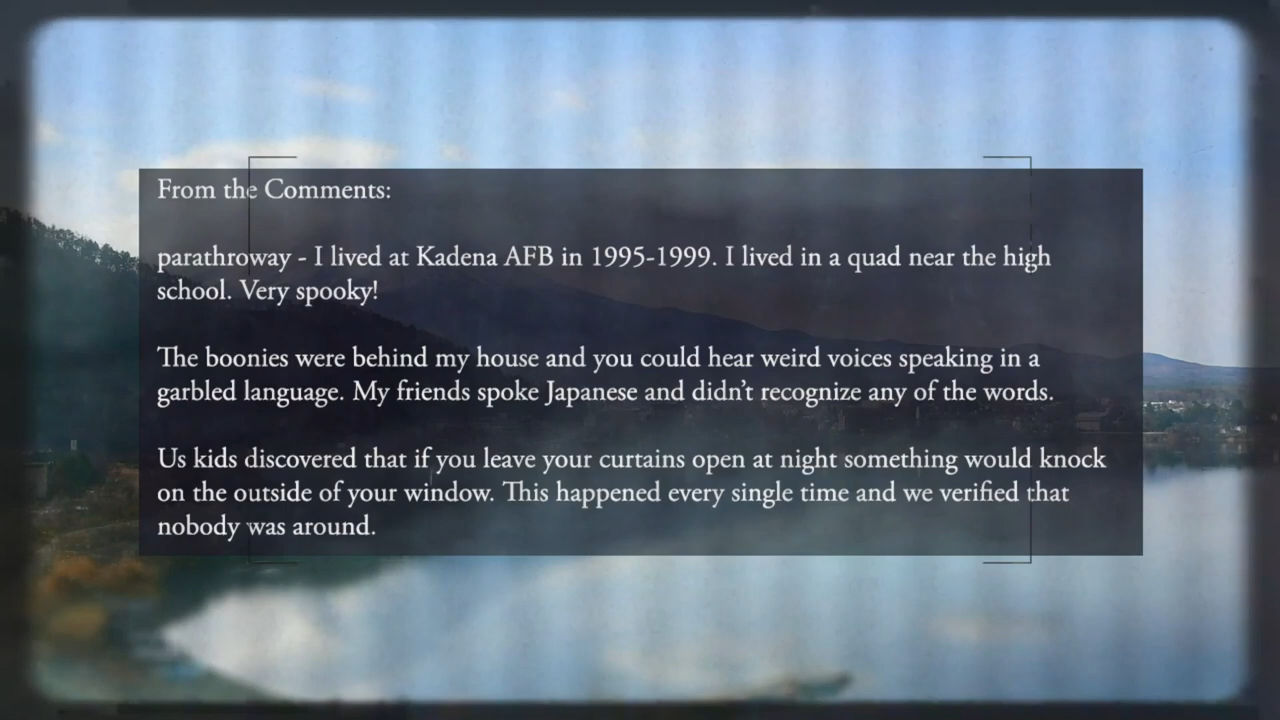 From the Comments:
parathroway - I lived at Kadena AFB in 1995-1999. I lived in a quad near the high
school. Very spooky!
The boonies were behind my house and you could hear weird voices speaking in a
garbled language. My friends spoke Japanese and didn’t recognize any of the words.
Us kids discovered that if you leave your curtains open at night something would knock
on the outside of your window. This happened every single time and we verified that
nobody was around.